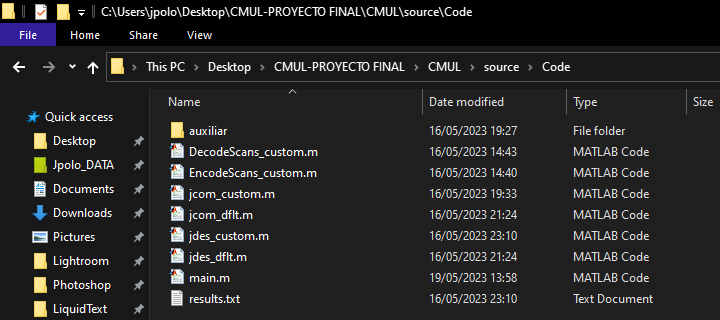 C:\Users\jpolo\Desktop\CMUL-PROYECTO FINAL\CMUL\source\Code
File Home Share View
This PC > Desktop > CMUL-PROYECTO FINAL > CMUL > source > Code
Quick access
Desktop
Jpolo_DATA
Documents
Downloads
Pictures
Lightroom
Photoshop
LiquidText
Name Date modified Type Size
auxiliar 16/05/2023 19:27 File folder
DecodeScans_custom.m 16/05/2023 14:43 MATLAB Code
EncodeScans_custom.m 16/05/2023 14:40 MATLAB Code
jcom_custom.m 16/05/2023 19:33 MATLAB Code
jcom_dflt.m 16/05/2023 21:24 MATLAB Code
jdes_custom.m 16/05/2023 23:10 MATLAB Code
jdes_dflt.m 16/05/2023 21:24 MATLAB Code
main.m 19/05/2023 13:58 MATLAB Code
results.txt 16/05/2023 23:10 Text Document